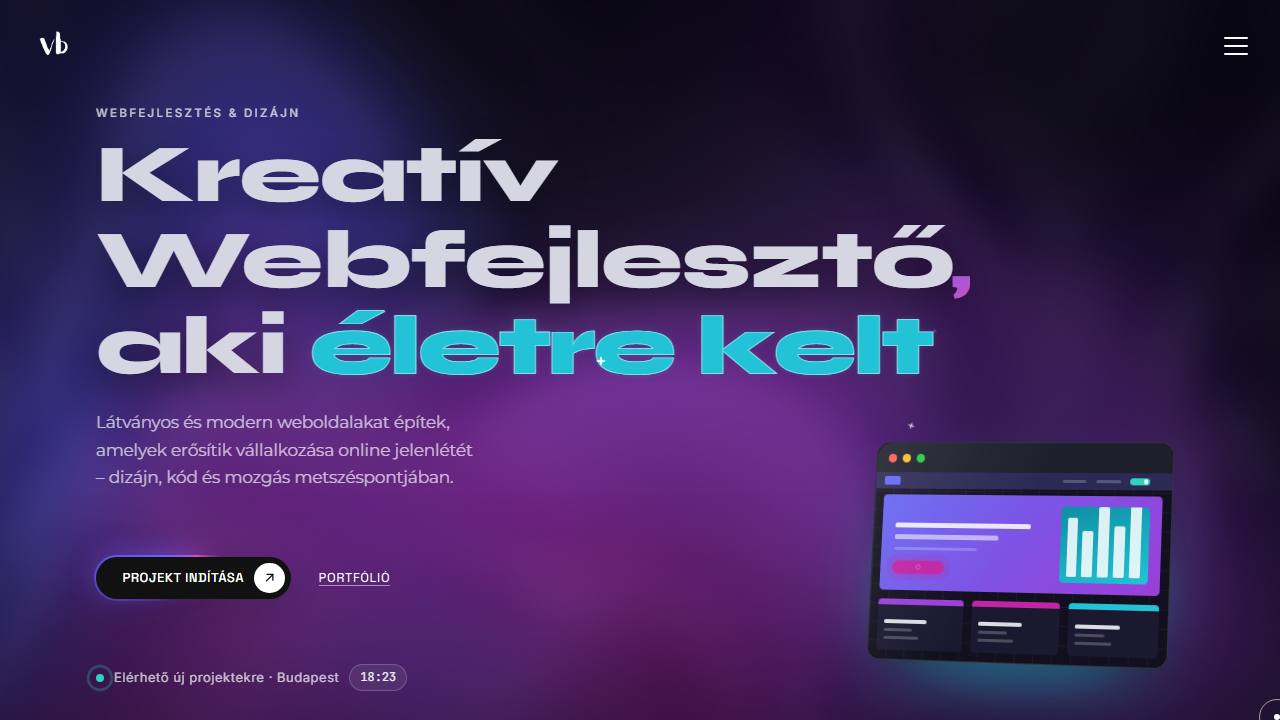 vb
WEBFEJLESZTÉS & DIZÁJN
Kreatív
Webfejlesztő,
aki életre kelt
Látványos és modern weboldalakat építek,
amelyek erősítik vállalkozása online jelenlétét
– dizájn, kód és mozgás metszéspontjában.
PROJEKT INDÍTÁSA
PORTFÓLIÓ
Elérhető új projektekre · Budapest 18:23